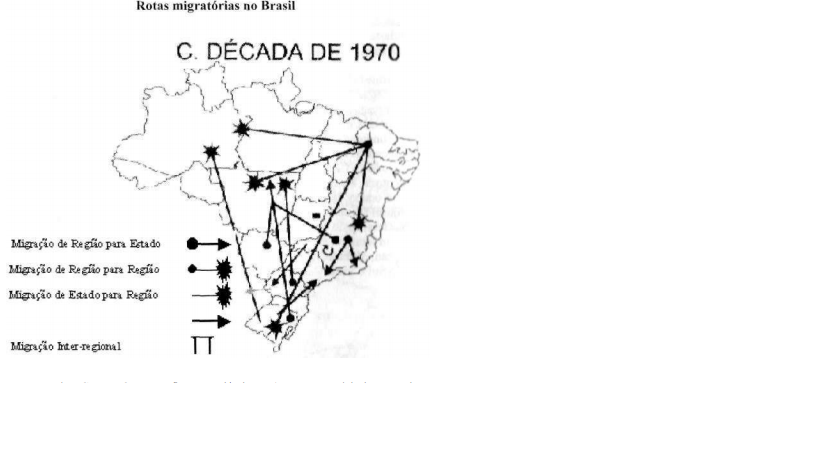 Rotas migratórias no Brasil
C. DÉCADA DE 1970
Migração de Região para Estado
Migração de Região para Região
Migração de Estado para Região
Migração Inter-regional